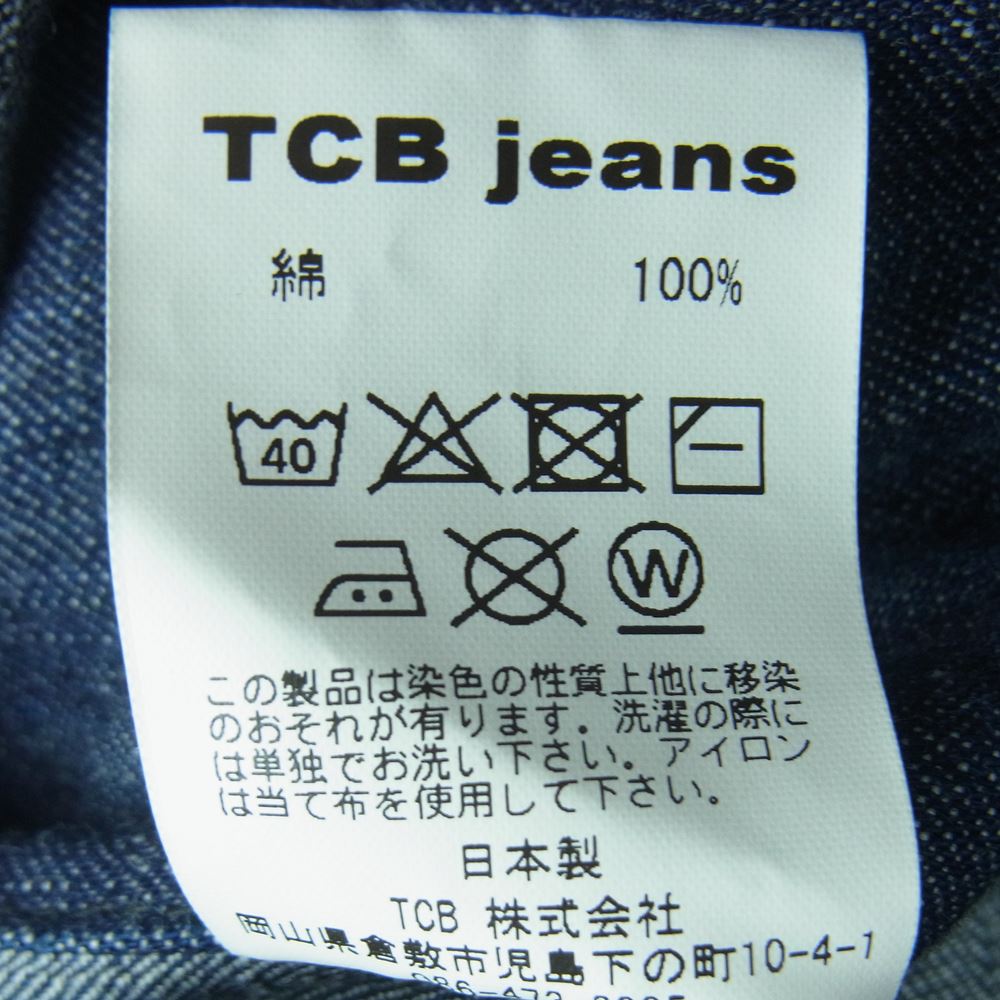 TCB jeans
綿 100%
40
W
この製品は染色の性質上他に移染
のおそれが有ります。洗濯の際に
は単独でお洗い下さい。アイロン
は当て布を使用して下さい。
日本製
TCB 株式会社
岡山県倉敷市児島下の町10-4-1